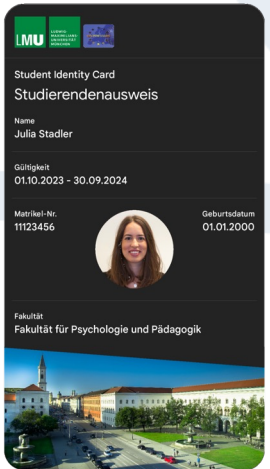 LMU
LUDWIG-
MAXIMILIANS-
UNIVERSITÄT
MÜNCHEN
Student Identity Card
Studierendenausweis
Name
Julia Stadler
Gültigkeit
01.10.2023 - 30.09.2024
Matrikel-Nr.
Geburtsdatum
11123456
01.01.2000
Fakultät
Fakultät für Psychologie und Pädagogik